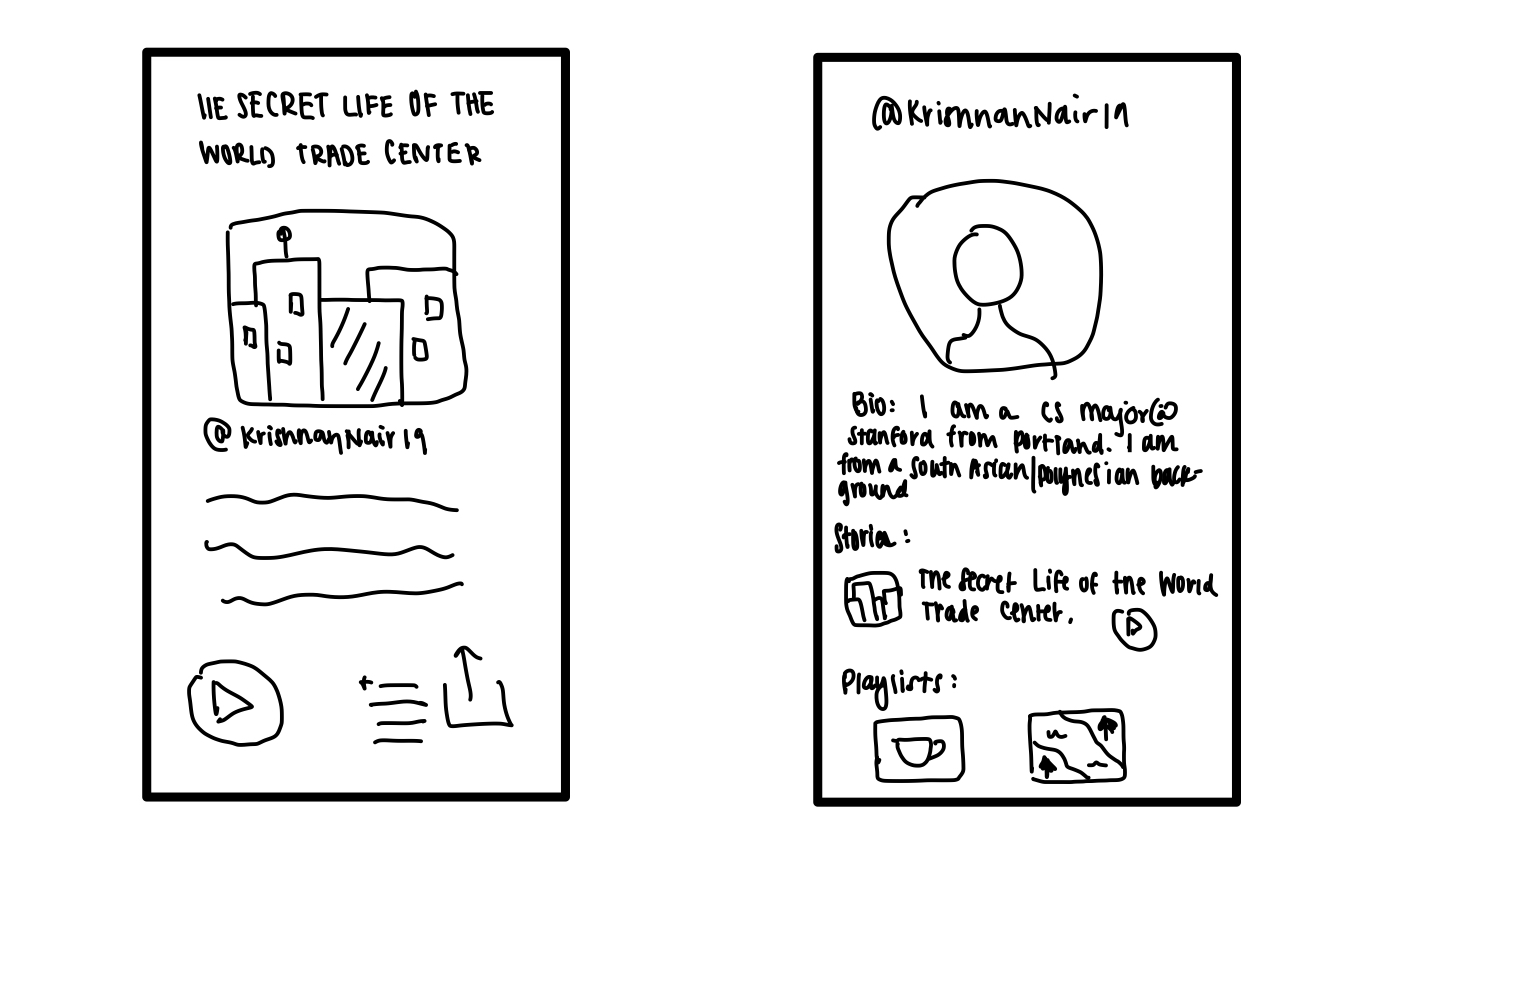 THE SECRET LIFE OF THE
WORLD TRADE CENTER
@KrishnanNair19
@KrishnanNair19
Bio: I am a CS major @
Stanford from Portland. I am
from a South Asian/polynesian back-
ground
Stories:
The Secret Life of the World
Trade Center.
Playlists: